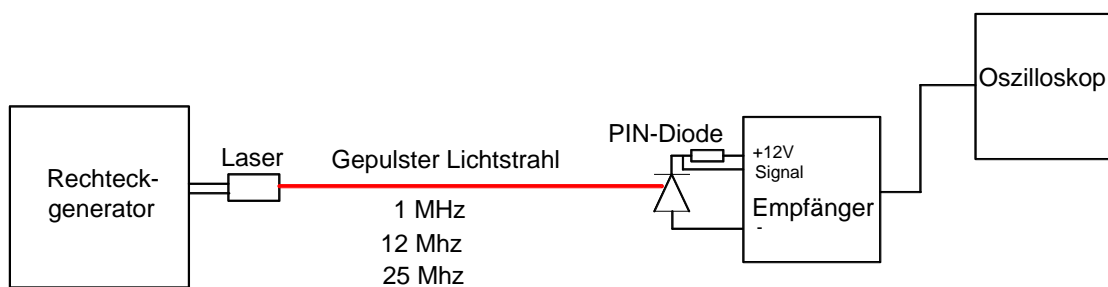 Rechteck-
generator
Laser
Gepulster Lichtstrahl
1 MHz
12 Mhz
25 Mhz
PIN-Diode
+12V
Signal
Empfänger
-
Oszilloskop